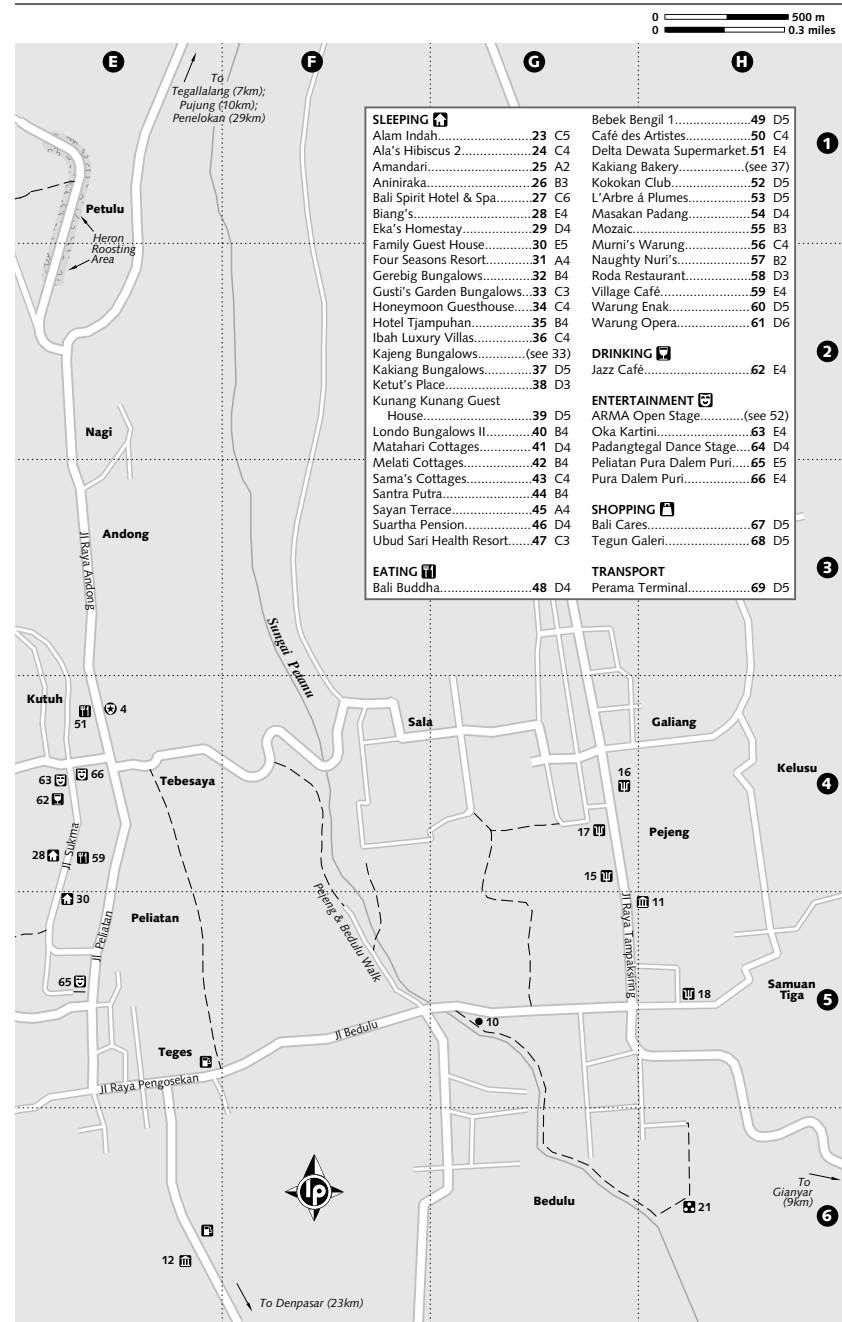 0 500 m
0 0.3 miles
E F G H
To
Tegallalang (7km);
Pujung (10km);
Penelokan (29km)
SLEEPING
Alam Indah......................23 C5
Ala's Hibiscus 2................24 C4
Amandari.........................25 A2
Aniniraka.........................26 B3
Bali Spirit Hotel & Spa........27 C6
Biang's............................28 E4
Eka's Homestay.................29 D4
Family Guest House............30 E5
Four Seasons Resort...........31 A4
Gerebig Bungalows............32 B4
Gusti's Garden Bungalows...33 C3
Honeymoon Guesthouse.....34 C4
Hotel Tjampuhan...............35 B4
Ibah Luxury Villas..............36 C4
Kajeng Bungalows............(see 33)
Kakiang Bungalows............37 D5
Ketut's Place.....................38 D3
Kunang Kunang Guest
House............................39 D5
Londo Bungalows II............40 B4
Matahari Cottages..............41 D4
Melati Cottages.................42 B4
Sama's Cottages................43 C4
Santra Putra.....................44 B4
Sayan Terrace...................45 A4
Suartha Pension................46 D4
Ubud Sari Health Resort......47 C3
EATING
Bali Buddha......................48 D4
Bebek Bengil 1..................49 D5
Café des Artistes................50 C4
Delta Dewata Supermarket.51 E4
Kakiang Bakery................(see 37)
Kokokan Club...................52 D5
L'Arbre á Plumes...............53 D5
Masakan Padang...............54 D4
Mozaic............................55 B3
Murni's Warung.................56 C4
Naughty Nuri's..................57 B2
Roda Restaurant................58 D3
Village Café......................59 E4
Warung Enak....................60 D5
Warung Opera..................61 D6
DRINKING
Jazz Café.........................62 E4
ENTERTAINMENT
ARMA Open Stage............(see 52)
Oka Kartini.......................63 E4
Padangtegal Dance Stage....64 D4
Peliatan Pura Dalem Puri.....65 E5
Pura Dalem Puri.................66 E4
SHOPPING
Bali Cares........................67 D5
Tegun Galeri.....................68 D5
TRANSPORT
Perama Terminal................69 D5
1
Petulu
Heron
Roosting
Area
2
Nagi
Andong
Jl Raya Andong
3
Sungai Petanu
Kutuh
4
51
Sala
Galiang
Kelusu
63
66
Tebesaya
16
4
62
17
Pejeng
Jl Sukma
28
59
15
30
11
Pejeng & Bedulu Walk
Jl Raya Tampaksiring
Peliatan
Jl Peliatan
65
18
Samuan
Tiga
5
10
Jl Bedulu
Teges
Jl Raya Pengosekan
lp
Bedulu
21
To
Gianyar
(9km)
6
12
To Denpasar (23km)